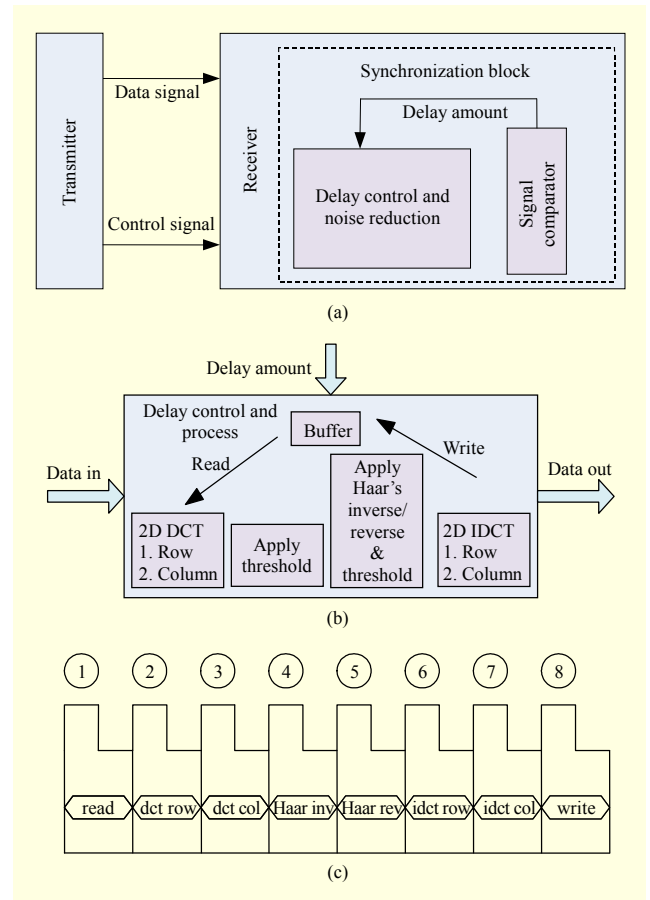 Transmitter
Data signal
Control signal
Receiver
Synchronization block
Delay amount
Delay control and
noise reduction
Signal
comparator
(a)
Delay amount
Data in
Delay control and
process
Buffer
Read
Write
Data out
2D DCT
1. Row
2. Column
Apply
threshold
Apply
Haar's
inverse/
reverse
&
threshold
2D IDCT
1. Row
2. Column
(b)
1 2 3 4 5 6 7 8
read dct row dct col Haar inv Haar rev idct row idct col write
(c)